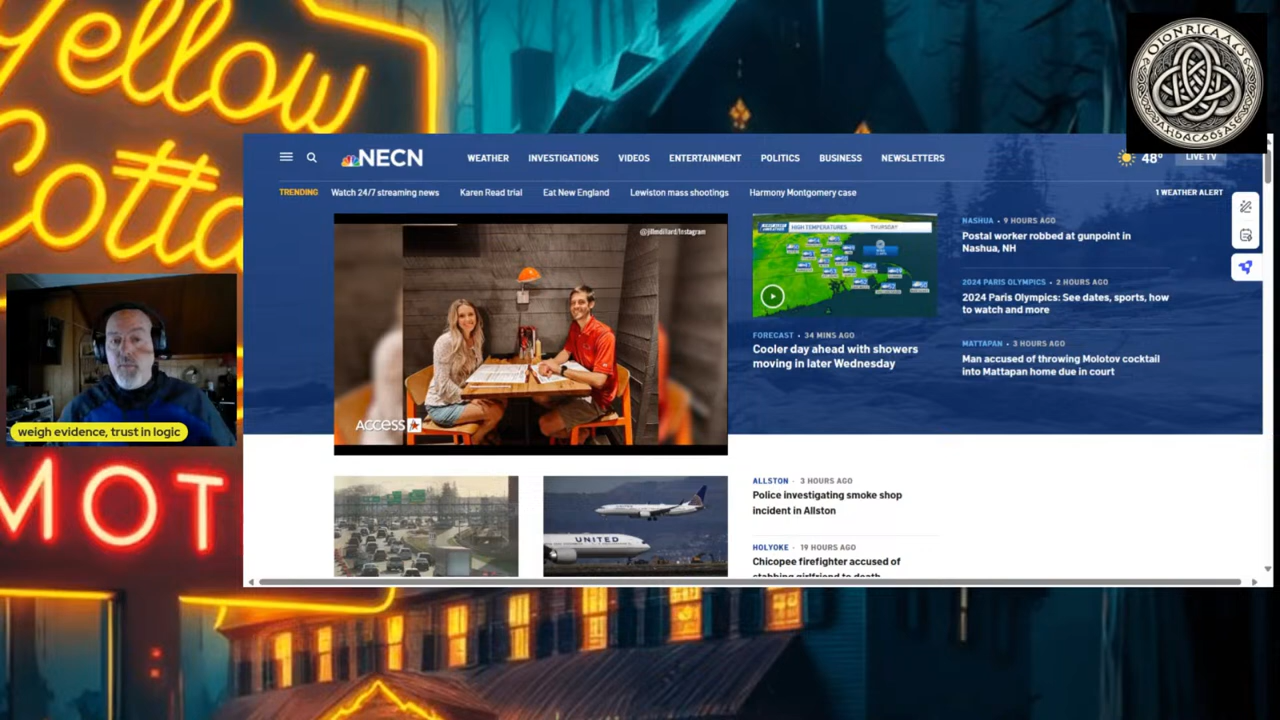 Yellow
Cotta
MOT
NECN
WEATHER INVESTIGATIONS VIDEOS ENTERTAINMENT POLITICS BUSINESS NEWSLETTERS
48°
LIVE TV
TRENDING Watch 24/7 streaming news Karen Read trial Eat New England Lewiston mass shootings Harmony Montgomery case
1 WEATHER ALERT
@jillmdillard/Instagram
ACCESS
HIGH TEMPERATURES THURSDAY
FORECAST • 34 MINS AGO
Cooler day ahead with showers
moving in later Wednesday
NASHUA • 9 HOURS AGO
Postal worker robbed at gunpoint in
Nashua, NH
2024 PARIS OLYMPICS • 2 HOURS AGO
2024 Paris Olympics: See dates, sports, how
to watch and more
MATTAPAN • 3 HOURS AGO
Man accused of throwing Molotov cocktail
into Mattapan home due in court
weigh evidence, trust in logic
UNITED
ALLSTON · 3 HOURS AGO
Police investigating smoke shop
incident in Allston
HOLYOKE · 19 HOURS AGO
Chicopee firefighter accused of
stabbing girlfriend to death